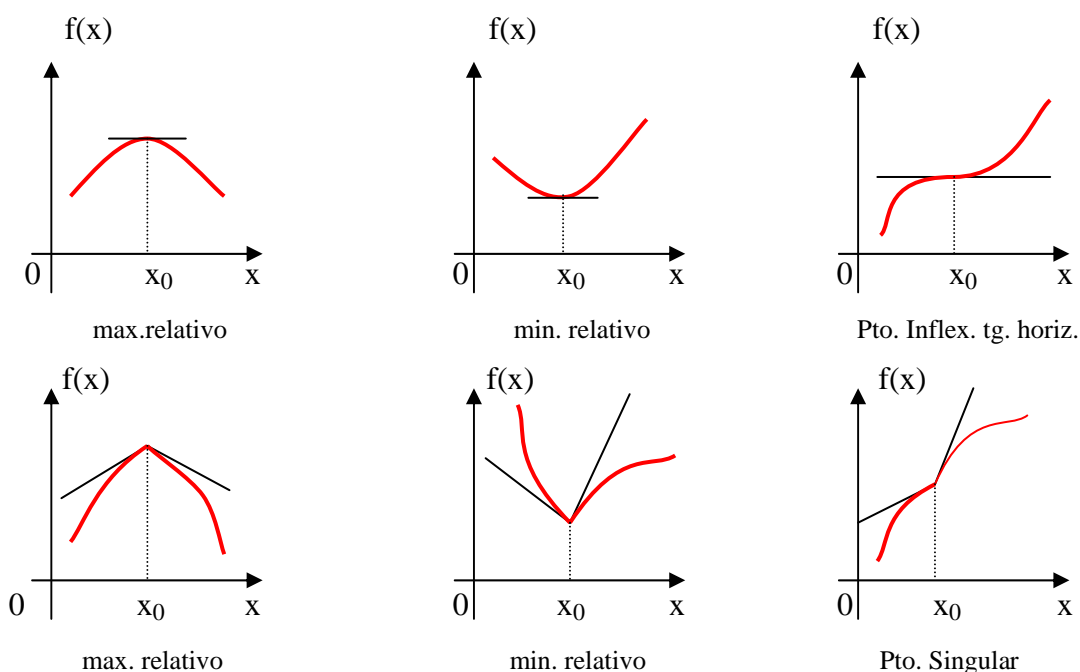 f(x) f(x) f(x)
0 x₀ x 0 x₀ x 0 x₀ x
max.relativo min. relativo Pto. Inflex. tg. horiz.
f(x) f(x) f(x)
0 x₀ x 0 x₀ x 0 x₀ x
max. relativo min. relativo Pto. Singular